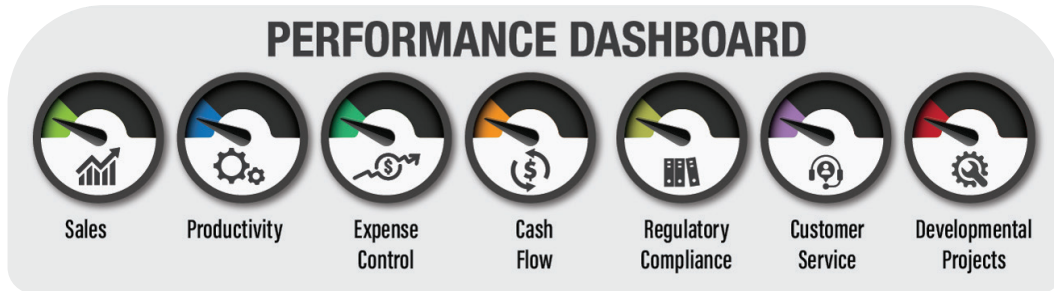 PERFORMANCE DASHBOARD
Sales
Productivity
Expense
Control
Cash
Flow
Regulatory
Compliance
Customer
Service
Developmental
Projects